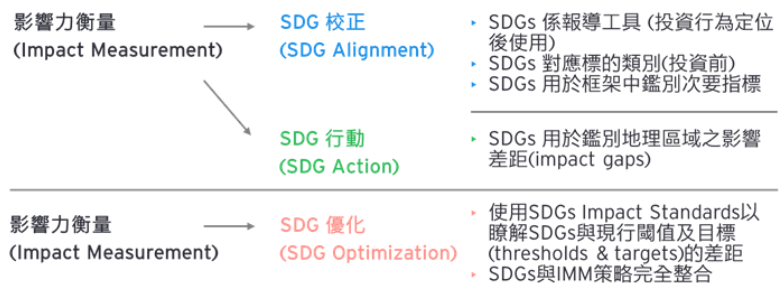 影響力衡量
(Impact Measurement)
SDG 校正
(SDG Alignment)
‣ SDGs 係報導工具 (投資行為定位
後使用)
‣ SDGs 對應標的類別(投資前)
‣ SDGs 用於框架中鑑別次要指標
SDG 行動
(SDG Action)
‣ SDGs 用於鑑別地理區域之影響
差距(impact gaps)
影響力衡量
(Impact Measurement)
SDG 優化
(SDG Optimization)
‣ 使用SDGs Impact Standards以
瞭解SDGs與現行閾值及目標
(thresholds & targets)的差距
‣ SDGs與IMM策略完全整合